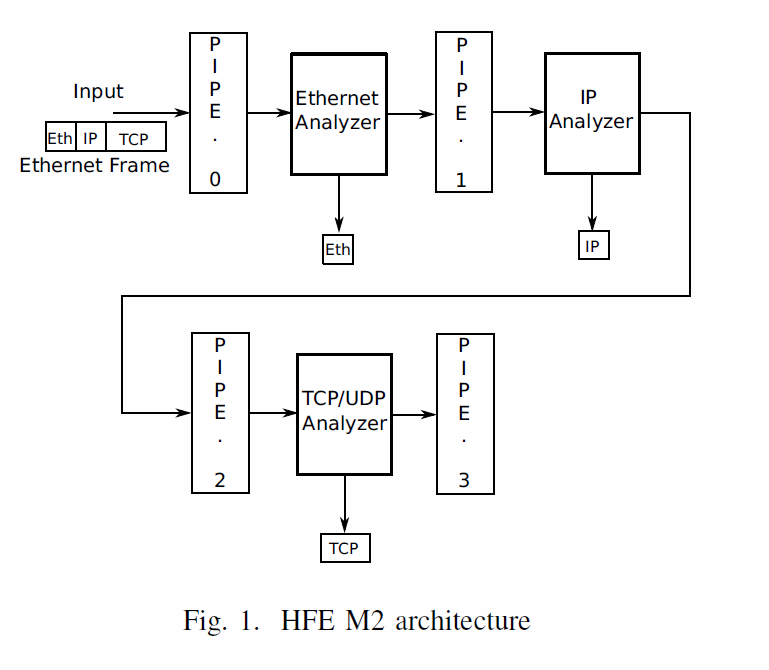 Input
Eth IP TCP
Ethernet Frame
PIPE. 0
Ethernet
Analyzer
Eth
PIPE. 1
IP
Analyzer
IP
PIPE. 2
TCP/UDP
Analyzer
TCP
PIPE. 3
Fig. 1. HFE M2 architecture